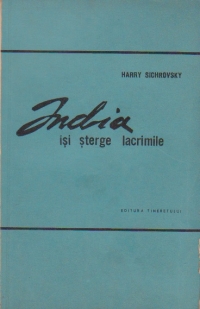 HARRY SICHROVSKY
India
își șterge lacrimile
EDITURA TINERETULUI